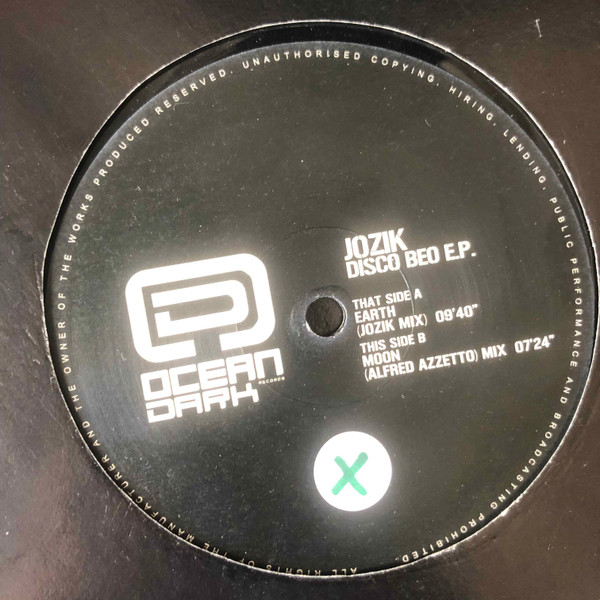 ALL RIGHTS OF THE MANUFACTURER AND THE OWNER OF THE WORKS PRODUCED RESERVED. UNAUTHORISED COPYING, HIRING, LENDING, PUBLIC PERFORMANCE AND BROADCASTING PROHIBITED.
JOZIK
DISCO BEO E.P.
THAT SIDE A
EARTH
(JOZIK MIX) 09'40"
THIS SIDE B
MOON
(ALFRED AZZETTO) MIX 07'24"
OCEAN
RECORDS
DARK
X